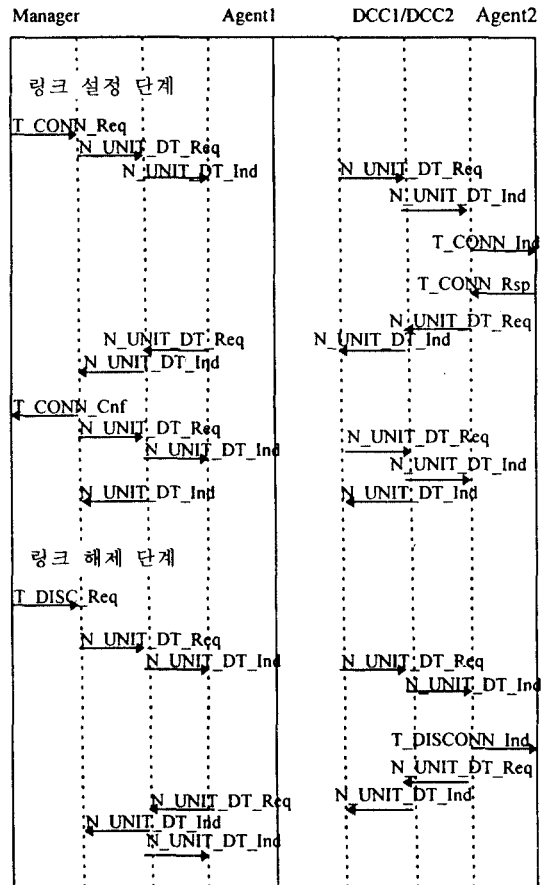 Manager Agent1 DCC1/DCC2 Agent2
링크 설정 단계
T_CONN_Req
N_UNIT_DT_Req
N_UNIT_DT_Ind
N_UNIT_DT_Req
N_UNIT_DT_Ind
T_CONN_Ind
T_CONN_Rsp
N_UNIT_DT_Req
N_UNIT_DT_Req
N_UNIT_DT_Ind
N_UNIT_DT_Ind
T_CONN_Cnf
N_UNIT_DT_Req
N_UNIT_DT_Req
N_UNIT_DT_Ind
N_UNIT_DT_Ind
N_UNIT_DT_Ind
N_UNIT_DT_Ind
링크 해제 단계
T_DISC_Req
N_UNIT_DT_Req
N_UNIT_DT_Ind
N_UNIT_DT_Req
N_UNIT_DT_Ind
T_DISCONN_Ind
N_UNIT_DT_Req
N_UNIT_DT_Req
N_UNIT_DT_Ind
N_UNIT_DT_Ind
N_UNIT_DT_Ind